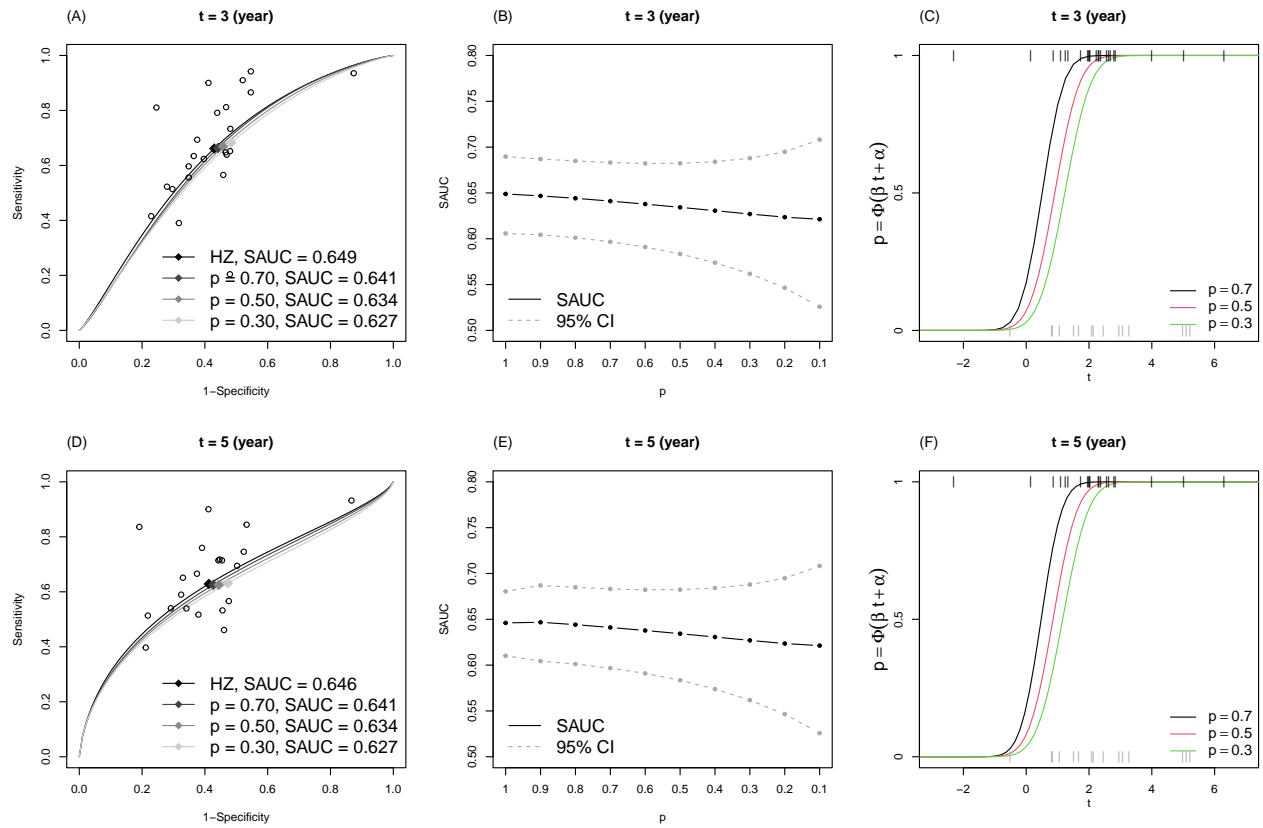 (A)
t = 3 (year)
1.0
0.8
0.6
0.4
0.2
0.0
Sensitivity
HZ, SAUC = 0.649
p = 0.70, SAUC = 0.641
p = 0.50, SAUC = 0.634
p = 0.30, SAUC = 0.627
0.0 0.2 0.4 0.6 0.8 1.0
1−Specificity
(B)
t = 3 (year)
0.80
0.75
0.70
0.65
0.60
0.55
0.50
SAUC
SAUC
95% CI
1 0.9 0.8 0.7 0.6 0.5 0.4 0.3 0.2 0.1
p
(C)
t = 3 (year)
1
0.5
0
p = Φ(β t + α)
p = 0.7
p = 0.5
p = 0.3
−2 0 2 4 6
t
(D)
t = 5 (year)
1.0
0.8
0.6
0.4
0.2
0.0
Sensitivity
HZ, SAUC = 0.646
p = 0.70, SAUC = 0.641
p = 0.50, SAUC = 0.634
p = 0.30, SAUC = 0.627
0.0 0.2 0.4 0.6 0.8 1.0
1−Specificity
(E)
t = 5 (year)
0.80
0.75
0.70
0.65
0.60
0.55
0.50
SAUC
SAUC
95% CI
1 0.9 0.8 0.7 0.6 0.5 0.4 0.3 0.2 0.1
p
(F)
t = 5 (year)
1
0.5
0
p = Φ(β t + α)
p = 0.7
p = 0.5
p = 0.3
−2 0 2 4 6
t